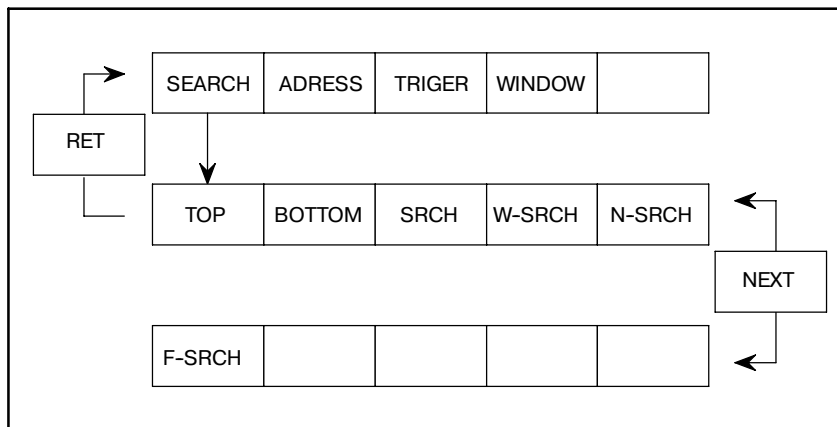 SEARCH ADRESS TRIGER WINDOW
RET
TOP BOTTOM SRCH W-SRCH N-SRCH
NEXT
F-SRCH